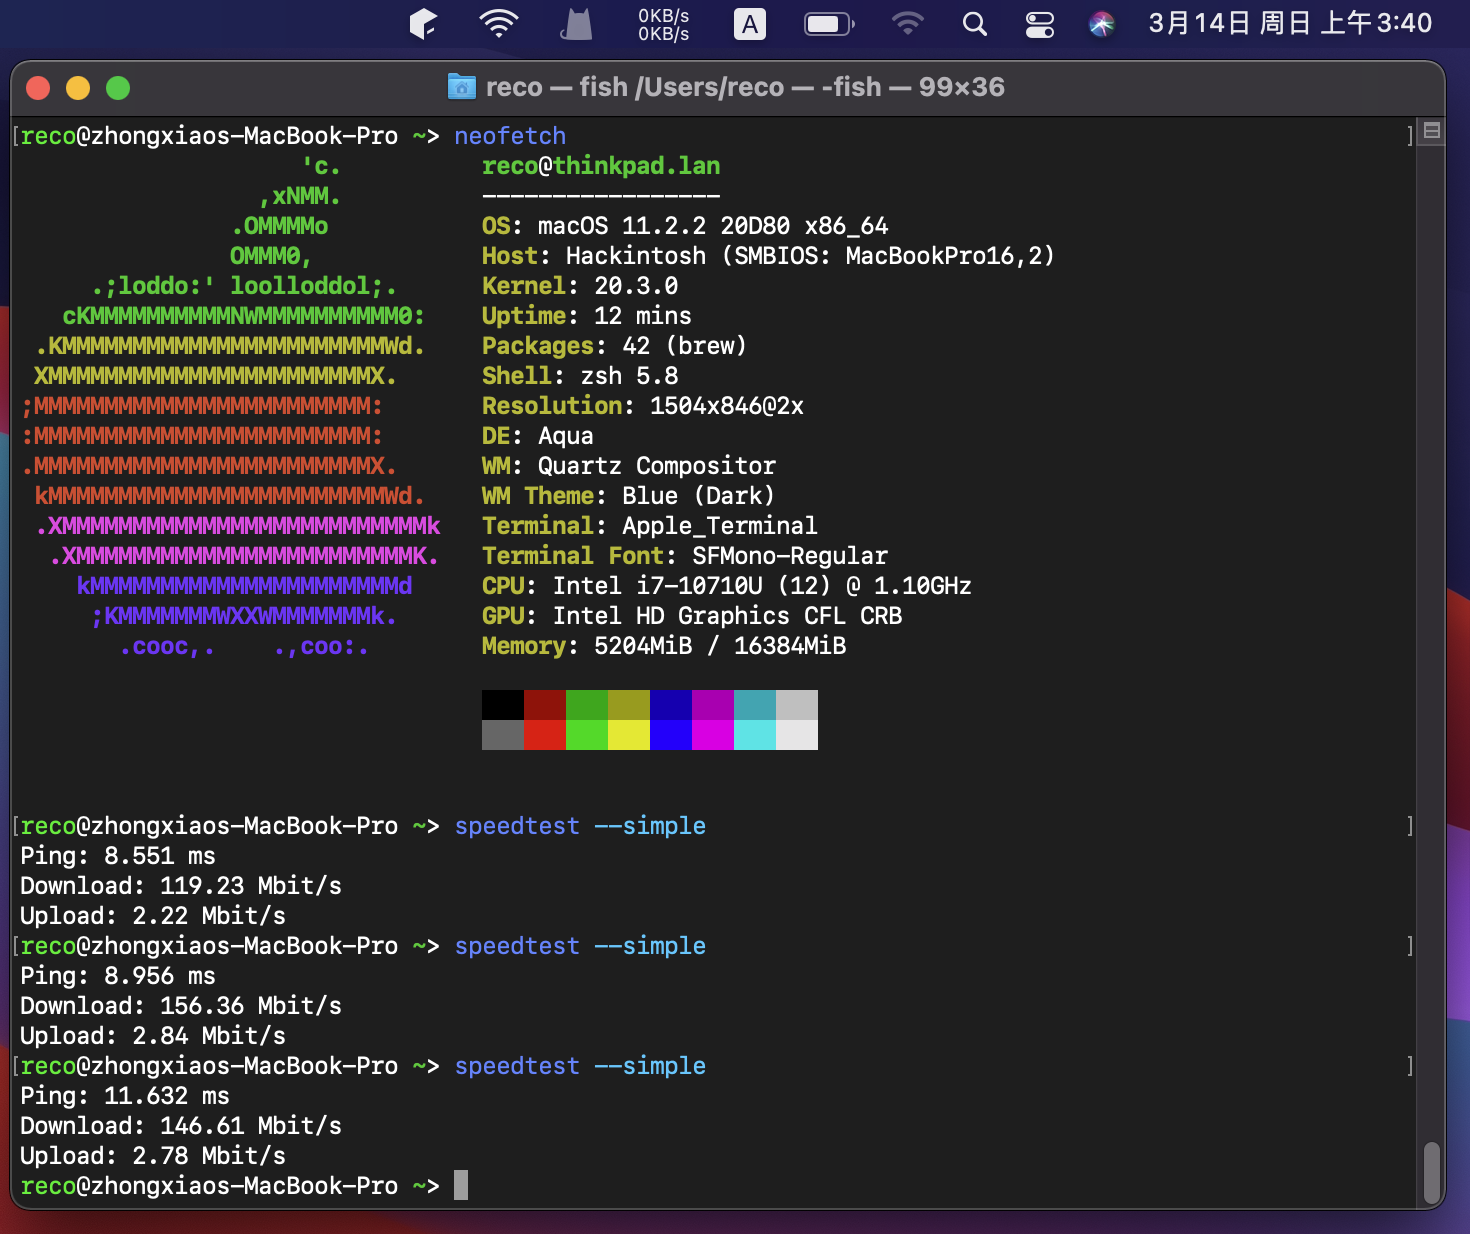 0KB/s
0KB/s
A
3月14日 周日 上午3:40
reco — fish /Users/reco — -fish — 99×36
[reco@zhongxiaos-MacBook-Pro ~> neofetch ]
'c. reco@thinkpad.lan
,xNMM. -----------------
.OMMMMo OS: macOS 11.2.2 20D80 x86_64
OMMM0, Host: Hackintosh (SMBIOS: MacBookPro16,2)
.;loddo:' loolloddol;. Kernel: 20.3.0
cKMMMMMMMMMMNWMMMMMMMMMM0: Uptime: 12 mins
.KMMMMMMMMMMMMMMMMMMMMMMMWd. Packages: 42 (brew)
XMMMMMMMMMMMMMMMMMMMMMMMX. Shell: zsh 5.8
;MMMMMMMMMMMMMMMMMMMMMMMM: Resolution: 1504x846@2x
:MMMMMMMMMMMMMMMMMMMMMMMM: DE: Aqua
.MMMMMMMMMMMMMMMMMMMMMMMMX. WM: Quartz Compositor
kMMMMMMMMMMMMMMMMMMMMMMMMWd. WM Theme: Blue (Dark)
.XMMMMMMMMMMMMMMMMMMMMMMMMMMk Terminal: Apple_Terminal
.XMMMMMMMMMMMMMMMMMMMMMMMMK. Terminal Font: SFMono-Regular
kMMMMMMMMMMMMMMMMMMMMMMd CPU: Intel i7-10710U (12) @ 1.10GHz
;KMMMMMMMWXXWMMMMMMMk. GPU: Intel HD Graphics CFL CRB
.cooc,. .,coo:. Memory: 5204MiB / 16384MiB
[reco@zhongxiaos-MacBook-Pro ~> speedtest --simple ]
Ping: 8.551 ms
Download: 119.23 Mbit/s
Upload: 2.22 Mbit/s
[reco@zhongxiaos-MacBook-Pro ~> speedtest --simple ]
Ping: 8.956 ms
Download: 156.36 Mbit/s
Upload: 2.84 Mbit/s
[reco@zhongxiaos-MacBook-Pro ~> speedtest --simple ]
Ping: 11.632 ms
Download: 146.61 Mbit/s
Upload: 2.78 Mbit/s
reco@zhongxiaos-MacBook-Pro ~>